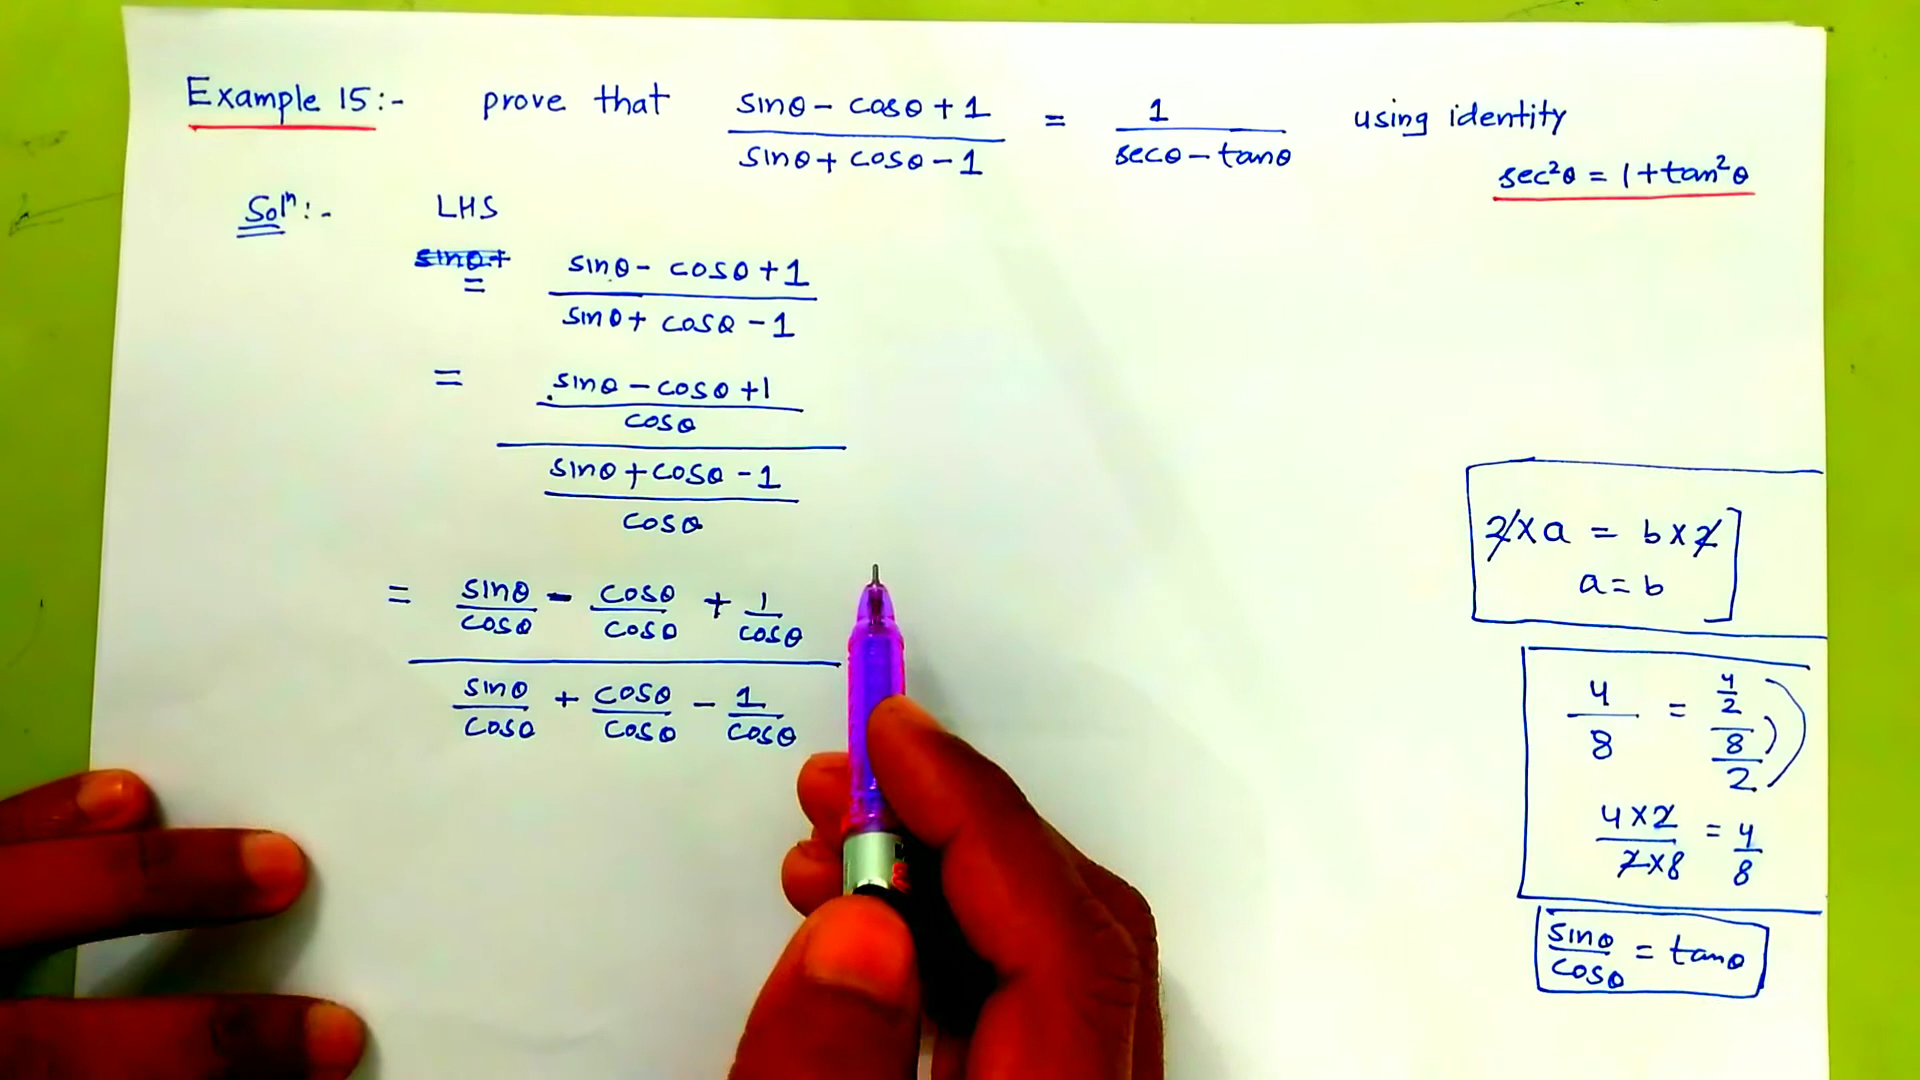 Example 15:- prove that sinθ - cosθ + 1 / sinθ + cosθ - 1 = 1 / secθ - tanθ using identity
sec²θ = 1 + tan²θ
Solⁿ:- LHS
sinθ +
= sinθ - cosθ + 1 / sinθ + cosθ - 1
= sinθ - cosθ + 1 / cosθ / sinθ + cosθ - 1 / cosθ
= sinθ/cosθ - cosθ/cosθ + 1/cosθ
sinθ/cosθ + cosθ/cosθ - 1/cosθ
2 × a = b × 2 ]
a = b
4/8 = 4/2 / 8/2
4 × 2 / 2 × 8 = 4/8
sinθ/cosθ = tanθ